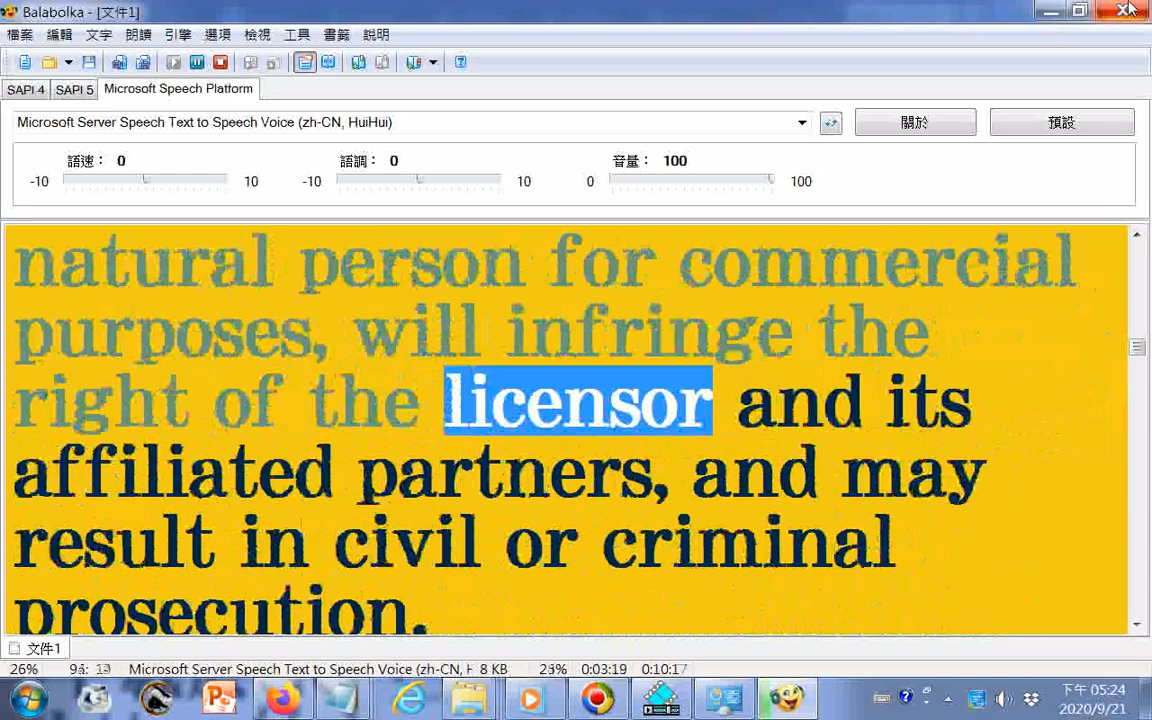 Balabolka - [文件1]
檔案 編輯 文字 朗讀 引擎 選項 檢視 工具 書籤 說明
SAPI 4 SAPI 5 Microsoft Speech Platform
Microsoft Server Speech Text to Speech Voice (zh-CN, HuiHui) 關於 預設
語速： 0 語調： 0 音量： 100
-10 10 -10 10 0 100
natural person for commercial
purposes, will infringe the
right of the licensor and its
affiliated partners, and may
result in civil or criminal
prosecution.
文件1
26% Microsoft Server Speech Text to Speech Voice (zh-CN, 8 KB 0:03:19 0:10:17
下午 05:24
2020/9/21